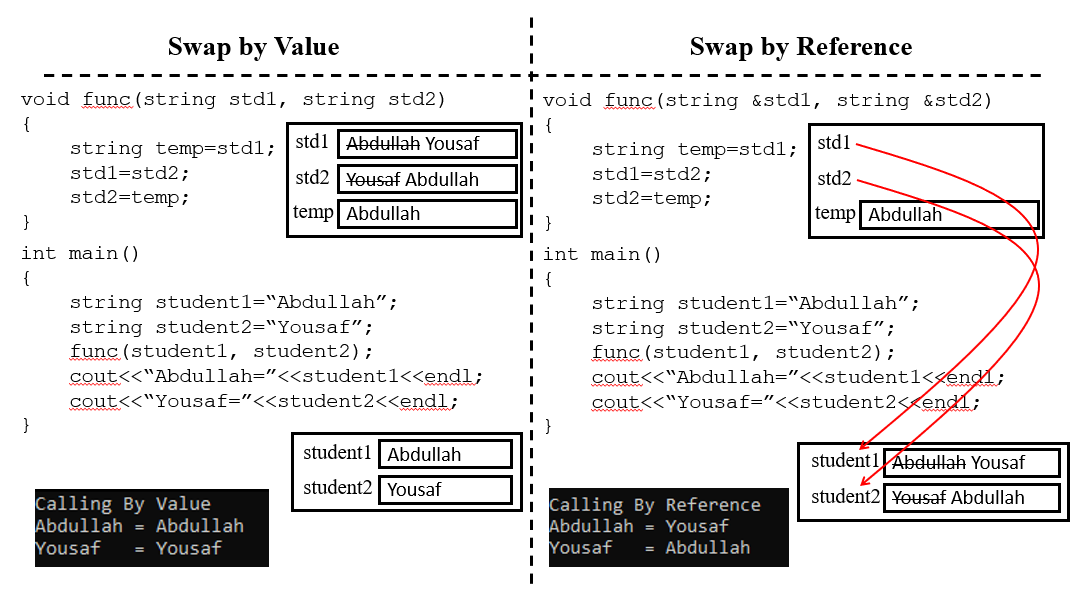 Swap by Value
void func(string std1, string std2)
{
string temp=std1;
std1=std2;
std2=temp;
}
std1 Abdullah Yousaf
std2 Yousaf Abdullah
temp Abdullah
int main()
{
string student1=“Abdullah”;
string student2=“Yousaf”;
func(student1, student2);
cout<<“Abdullah=”<<student1<<endl;
cout<<“Yousaf=”<<student2<<endl;
}
student1 Abdullah
student2 Yousaf
Calling By Value
Abdullah = Abdullah
Yousaf   = Yousaf
Swap by Reference
void func(string &std1, string &std2)
{
string temp=std1;
std1=std2;
std2=temp;
}
std1
std2
temp Abdullah
int main()
{
string student1=“Abdullah”;
string student2=“Yousaf”;
func(student1, student2);
cout<<“Abdullah=”<<student1<<endl;
cout<<“Yousaf=”<<student2<<endl;
}
student1 Abdullah Yousaf
student2 Yousaf Abdullah
Calling By Reference
Abdullah = Yousaf
Yousaf   = Abdullah